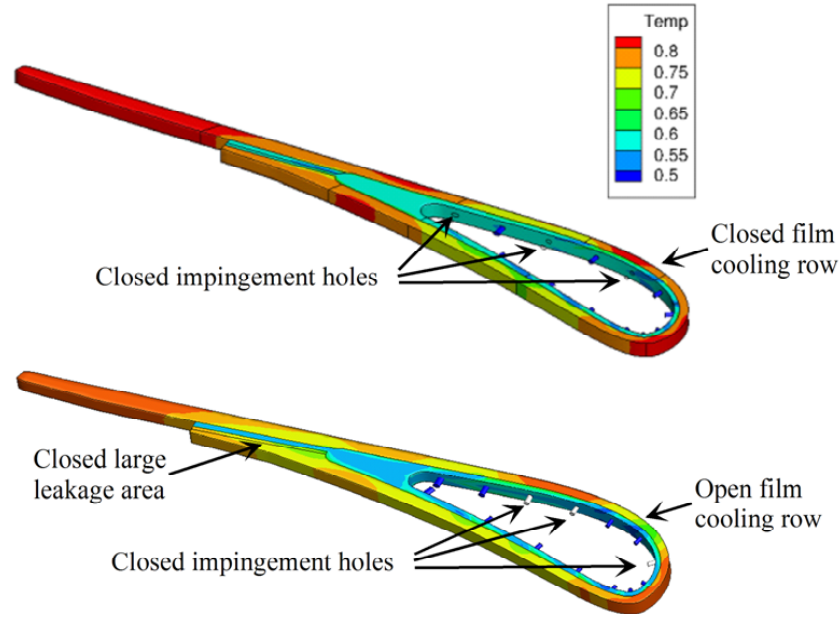 Temp
0.8
0.75
0.7
0.65
0.6
0.55
0.5
Closed film
cooling row
Closed impingement holes
Closed large
leakage area
Open film
cooling row
Closed impingement holes